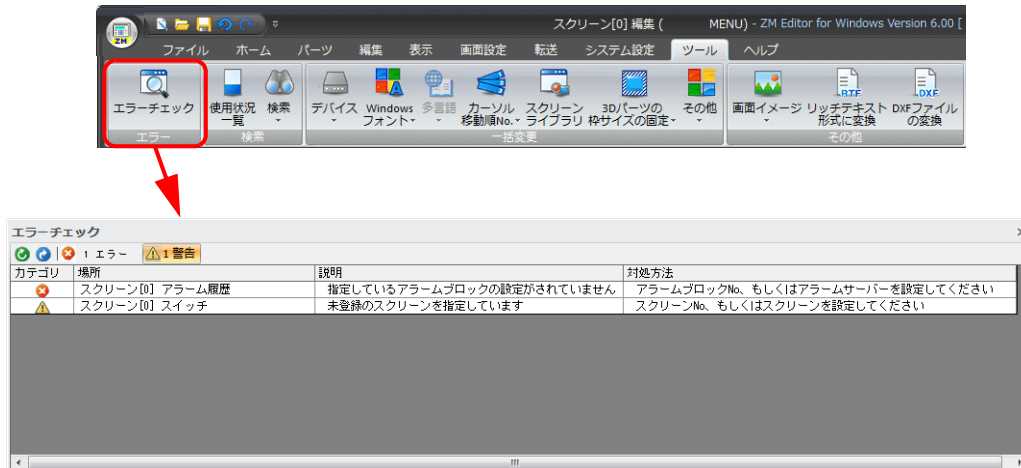 スクリーン[0] 編集 (　　　MENU) - ZM Editor for Windows Version 6.00 [
ZM
ファイル ホーム パーツ 編集 表示 画面設定 転送 システム設定 ツール ヘルプ
エラーチェック 使用状況 検索 デバイス Windows 多言語 カーソル スクリーン 3Dパーツの その他 画面イメージ リッチテキスト DXFファイル
一覧 フォント 移動順No. ライブラリ 枠サイズの固定 形式に変換 の変換
RTF DXF
エラー 検索 一括変更 その他
エラーチェック
1 エラー 1 警告
カテゴリ 場所 説明 対処方法
スクリーン[0] アラーム履歴 指定しているアラームブロックの設定がされていません アラームブロックNo、もしくはアラームサーバーを設定してください
スクリーン[0] スイッチ 未登録のスクリーンを指定しています スクリーンNo、もしくはスクリーンを設定してください